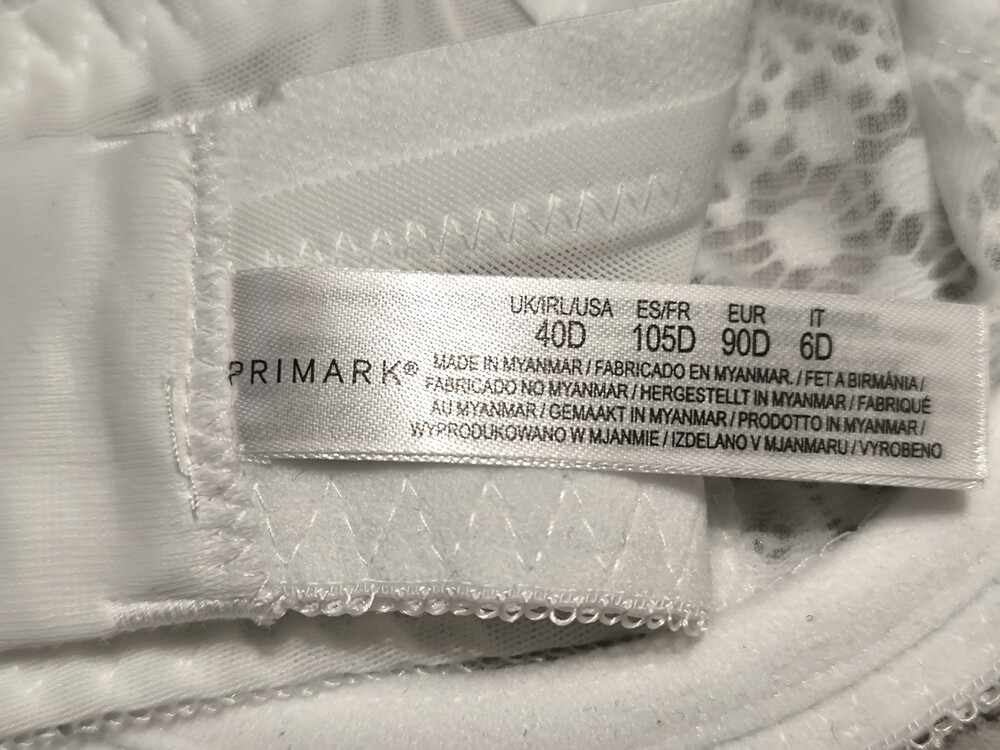 UK/IRL/USA ES/FR EUR IT
40D 105D 90D 6D
PRIMARK®
MADE IN MYANMAR / FABRICADO EN MYANMAR. / FET A BIRMÀNIA /
FABRICADO NO MYANMAR / HERGESTELLT IN MYANMAR / FABRIQUÉ
AU MYANMAR / GEMAAKT IN MYANMAR / PRODOTTO IN MYANMAR /
WYPRODUKOWANO W MJANMIE / IZDELANO V MJANMARU / VYROBENO